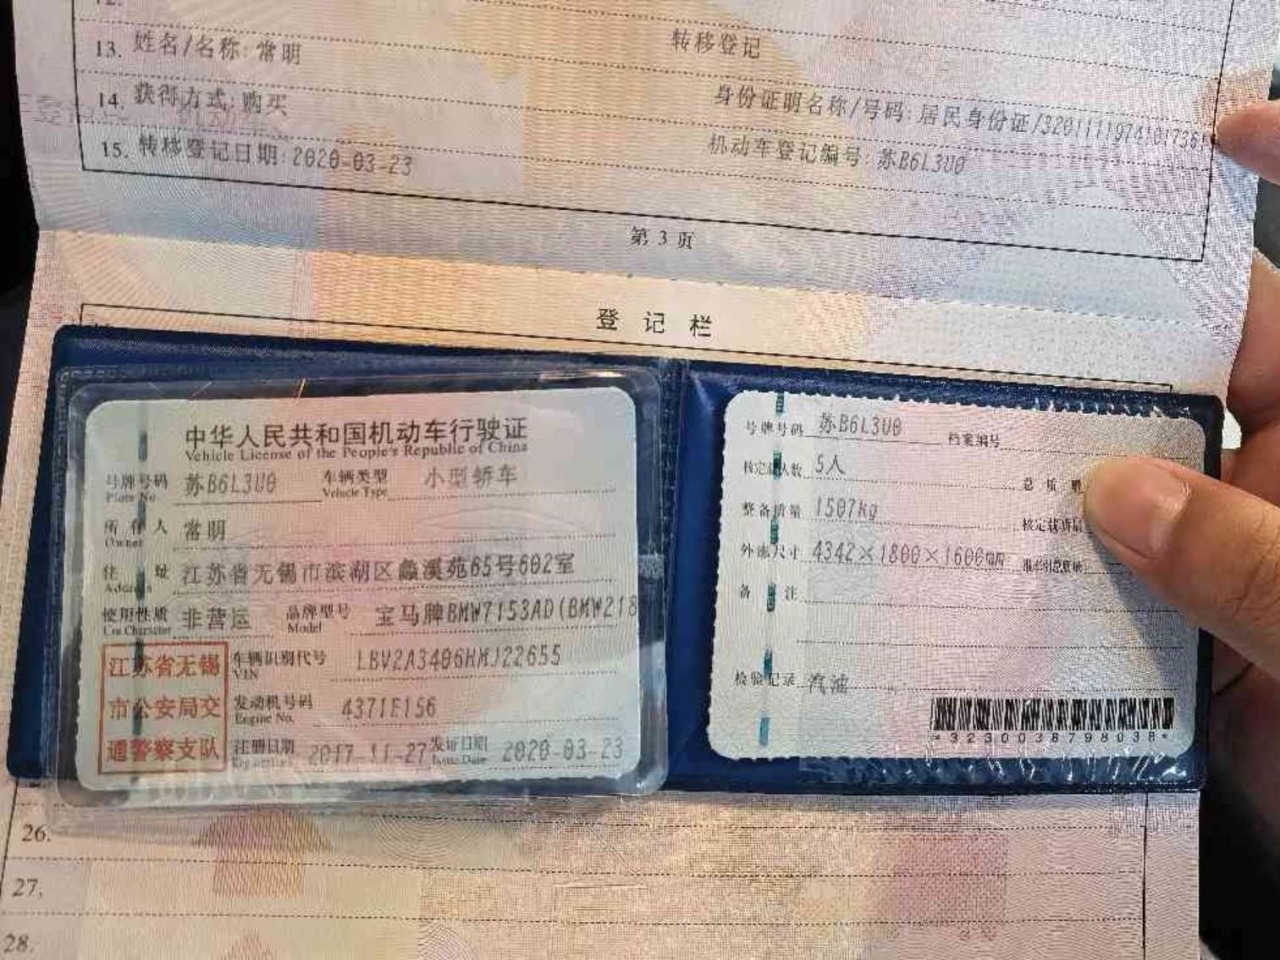 13. 姓名/名称:常明 转移登记
14. 获得方式:购买 身份证明名称/号码:居民身份证/
15. 转移登记日期:2020-03-23 机动车登记编号:苏B6L3U0
第 3 页
登 记 栏
中华人民共和国机动车行驶证
Vehicle License of the People's Republic of China
号牌号码 苏B6L3U0 车辆类型 小型轿车
Plate No. Vehicle Type
所有人 常明
Owner
住 址 江苏省无锡市滨湖区蠡溪苑65号602室
Address
使用性质 非营运 品牌型号 宝马牌BMW7153AD(BMW218
Use Character Model
江苏省无锡
市公安局交
通警察支队
车辆识别代号 LBV2A3406HMJ22655
VIN
发动机号码 4371F156
Engine No.
注册日期 2017-11-27 发证日期 2020-03-23
Issue Date
号牌号码 苏B6L3U0 档案编号
核定载人数 5人 总 质
整备质量 1507kg 核定载质量
外廓尺寸 4342×1800×1600mm
备 注
检验记录 汽油
*3230038798038*
26.
27.
28.